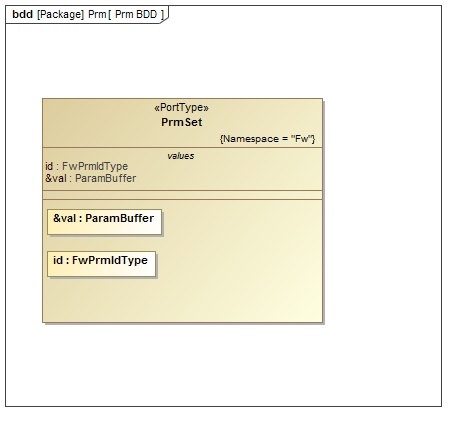 bdd [Package] Prm [ Prm BDD ]
«PortType»
PrmSet
{Namespace = "Fw"}
values
id : FwPrmIdType
&val : ParamBuffer
&val : ParamBuffer
id : FwPrmIdType